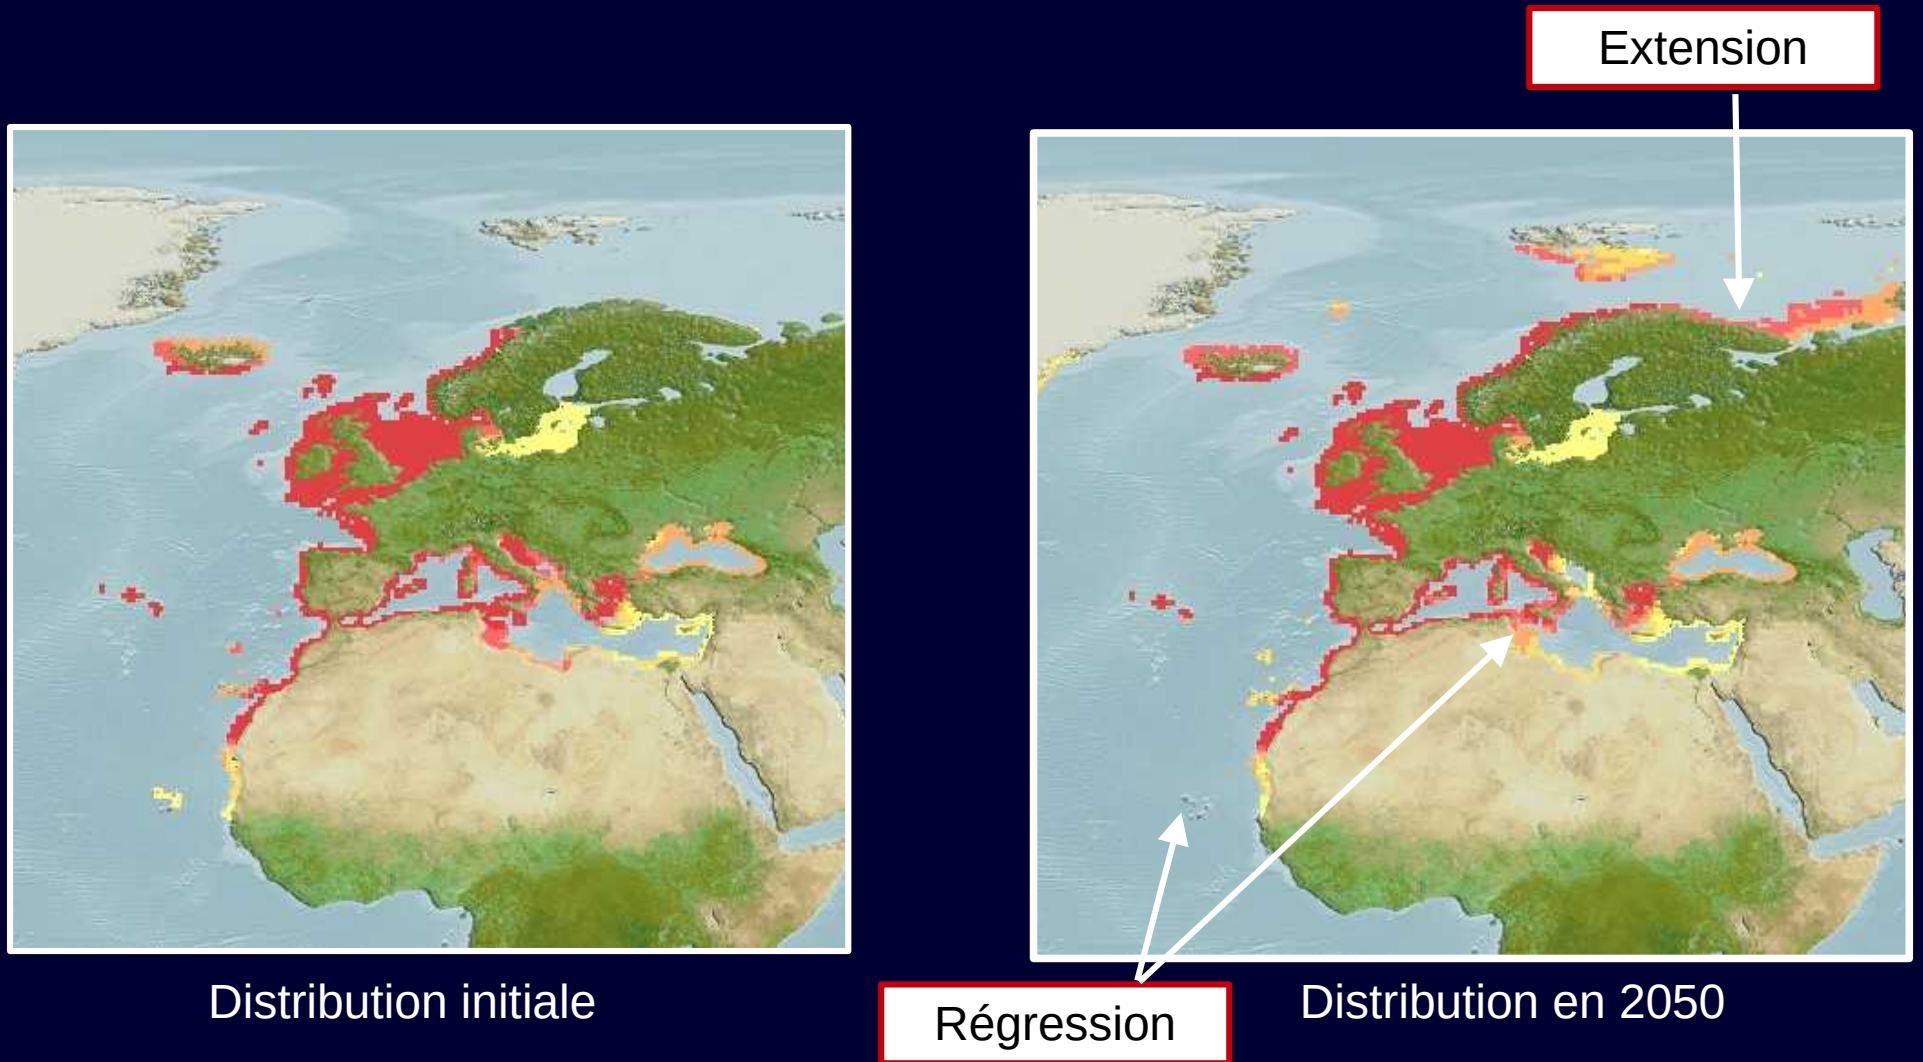 Extension
Distribution initiale
Régression
Distribution en 2050